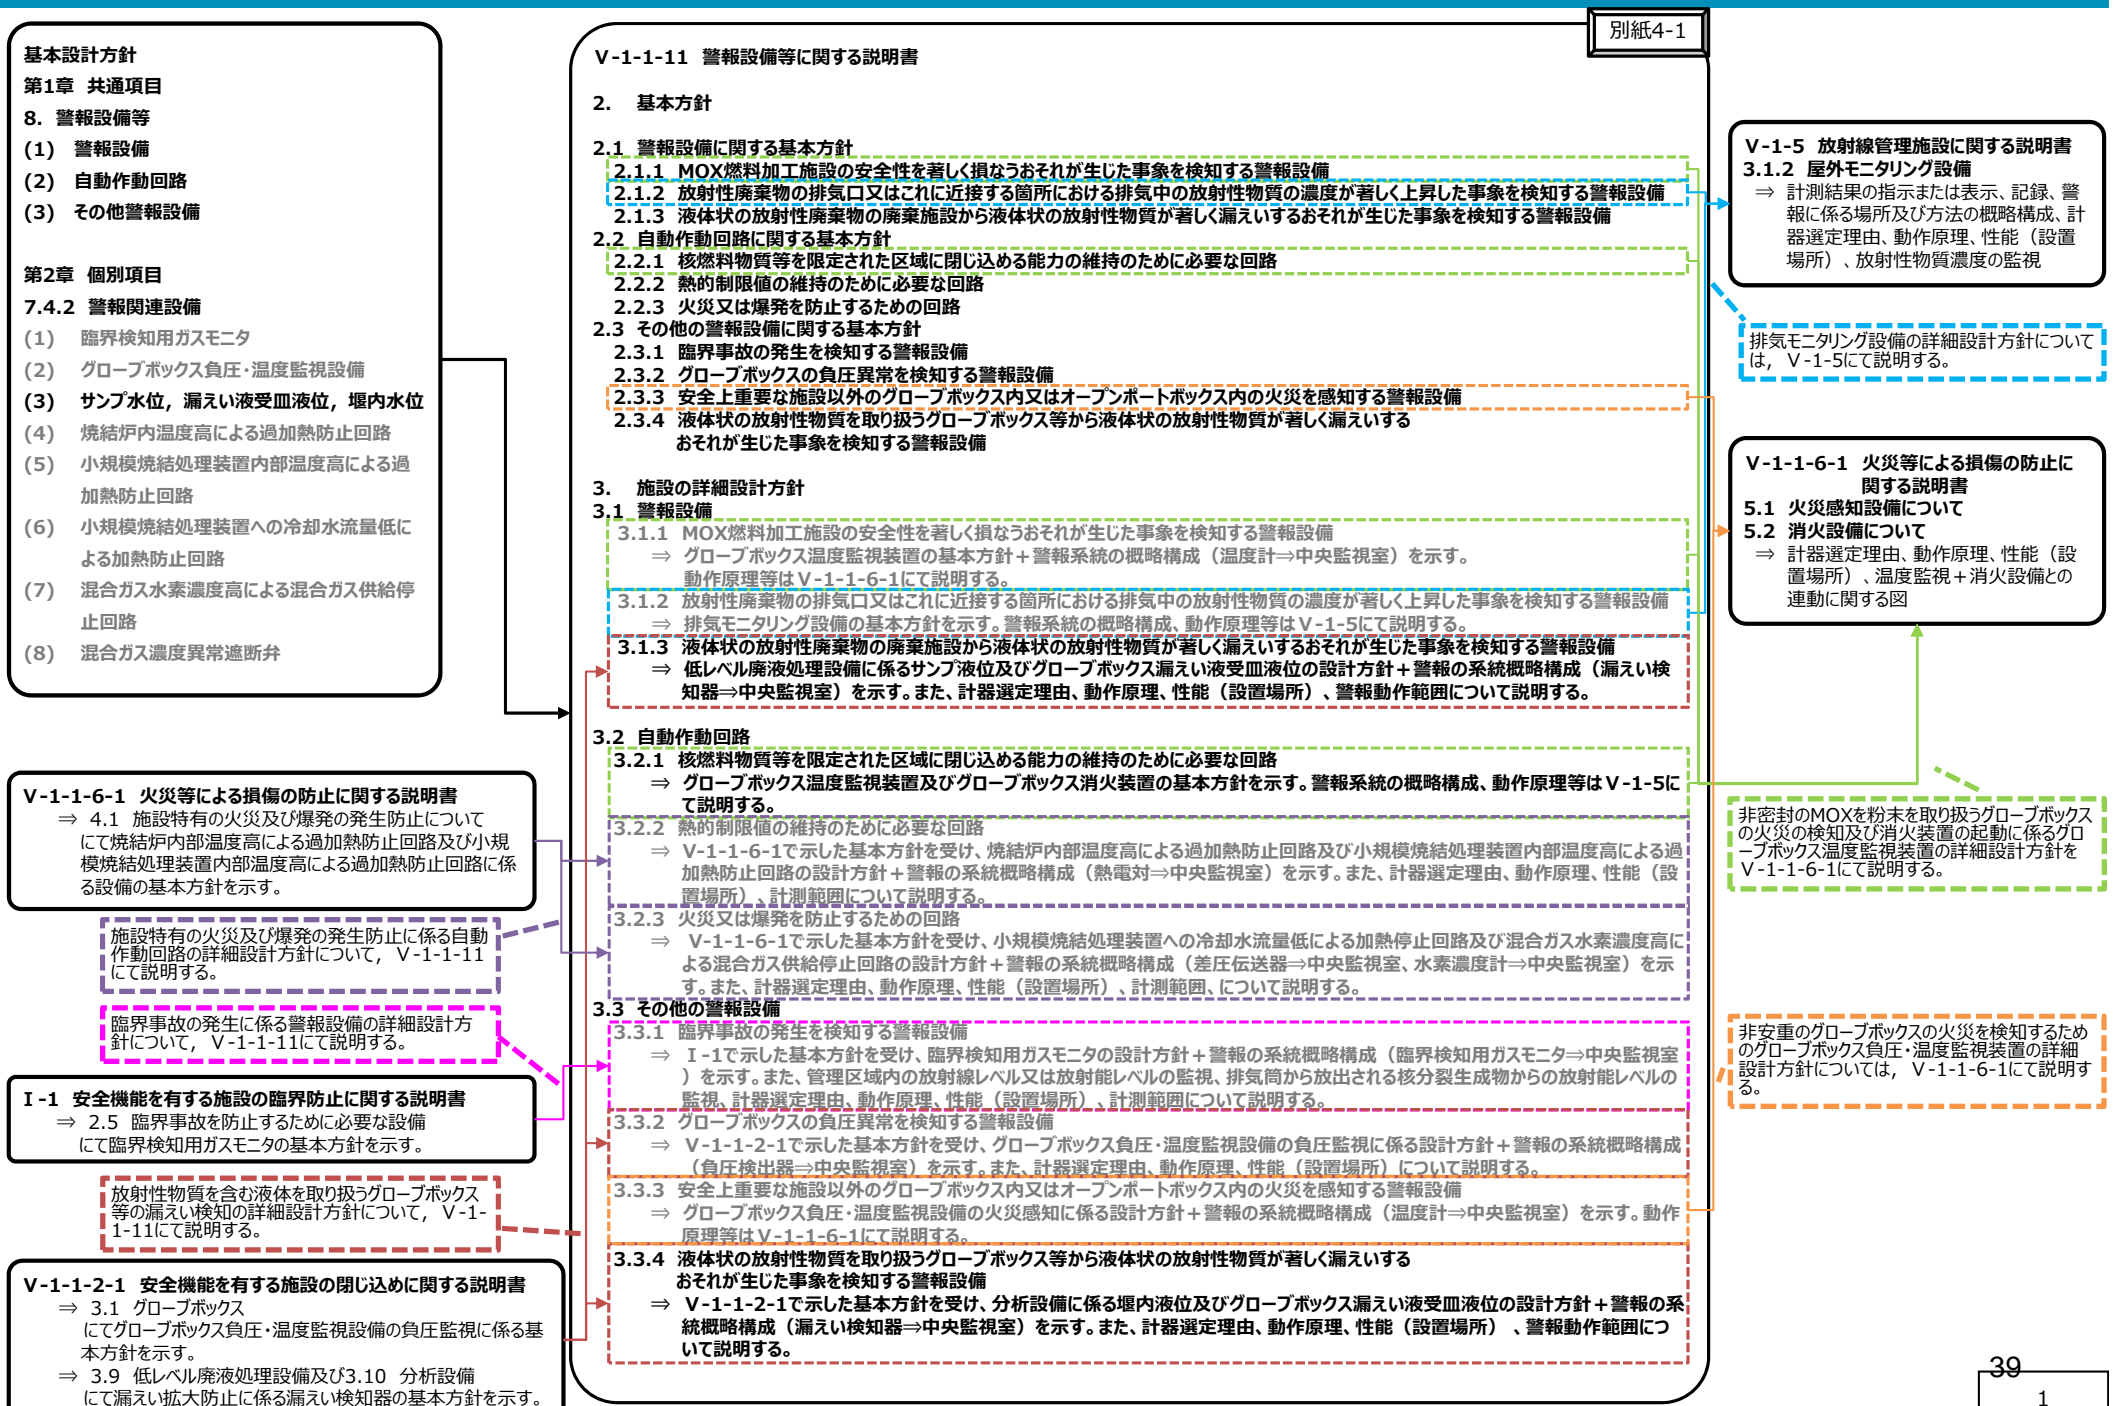 別紙4-1
基本設計方針
第1章 共通項目
8. 警報設備等
(1) 警報設備
(2) 自動作動回路
(3) その他警報設備
第2章 個別項目
7.4.2 警報関連設備
(1) 臨界検知用ガスモニタ
(2) グローブボックス負圧・温度監視設備
(3) サンプ水位，漏えい液受皿液位，堰内水位
(4) 焼結炉内温度高による過加熱防止回路
(5) 小規模焼結処理装置内部温度高による過
加熱防止回路
(6) 小規模焼結処理装置への冷却水流量低に
よる加熱防止回路
(7) 混合ガス水素濃度高による混合ガス供給停
止回路
(8) 混合ガス濃度異常遮断弁
Ⅴ-1-1-6-1 火災等による損傷の防止に関する説明書
⇒ 4.1 施設特有の火災及び爆発の発生防止について
にて焼結炉内部温度高による過加熱防止回路及び小規
模焼結処理装置内部温度高による過加熱防止回路に係
る設備の基本方針を示す。
施設特有の火災及び爆発の発生防止に係る自動
作動回路の詳細設計方針について， Ⅴ-1-1-11
にて説明する。
臨界事故の発生に係る警報設備の詳細設計方
針について， Ⅴ-1-1-11にて説明する。
Ⅰ-1 安全機能を有する施設の臨界防止に関する説明書
⇒ 2.5 臨界事故を防止するために必要な設備
にて臨界検知用ガスモニタの基本方針を示す。
放射性物質を含む液体を取り扱うグローブボックス
等の漏えい検知の詳細設計方針について， Ⅴ-1-
1-11にて説明する。
Ⅴ-1-1-2-1 安全機能を有する施設の閉じ込めに関する説明書
⇒ 3.1 グローブボックス
にてグローブボックス負圧・温度監視設備の負圧監視に係る基
本方針を示す。
⇒ 3.9 低レベル廃液処理設備及び3.10 分析設備
にて漏えい拡大防止に係る漏えい検知器の基本方針を示す。
Ⅴ-1-1-11 警報設備等に関する説明書
2. 基本方針
2.1 警報設備に関する基本方針
2.1.1 MOX燃料加工施設の安全性を著しく損なうおそれが生じた事象を検知する警報設備
2.1.2 放射性廃棄物の排気口又はこれに近接する箇所における排気中の放射性物質の濃度が著しく上昇した事象を検知する警報設備
2.1.3 液体状の放射性廃棄物の廃棄施設から液体状の放射性物質が著しく漏えいするおそれが生じた事象を検知する警報設備
2.2 自動作動回路に関する基本方針
2.2.1 核燃料物質等を限定された区域に閉じ込める能力の維持のために必要な回路
2.2.2 熱的制限値の維持のために必要な回路
2.2.3 火災又は爆発を防止するための回路
2.3 その他の警報設備に関する基本方針
2.3.1 臨界事故の発生を検知する警報設備
2.3.2 グローブボックスの負圧異常を検知する警報設備
2.3.3 安全上重要な施設以外のグローブボックス内又はオープンポートボックス内の火災を感知する警報設備
2.3.4 液体状の放射性物質を取り扱うグローブボックス等から液体状の放射性物質が著しく漏えいする
おそれが生じた事象を検知する警報設備
3. 施設の詳細設計方針
3.1 警報設備
3.1.1 MOX燃料加工施設の安全性を著しく損なうおそれが生じた事象を検知する警報設備
⇒ グローブボックス温度監視装置の基本方針＋警報系統の概略構成（温度計⇒中央監視室）を示す。
動作原理等はⅤ-1-1-6-1にて説明する。
3.1.2 放射性廃棄物の排気口又はこれに近接する箇所における排気中の放射性物質の濃度が著しく上昇した事象を検知する警報設備
⇒ 排気モニタリング設備の基本方針を示す。警報系統の概略構成、動作原理等はⅤ-1-5にて説明する。
3.1.3 液体状の放射性廃棄物の廃棄施設から液体状の放射性物質が著しく漏えいするおそれが生じた事象を検知する警報設備
⇒ 低レベル廃液処理設備に係るサンプ液位及びグローブボックス漏えい液受皿液位の設計方針＋警報の系統概略構成（漏えい検
知器⇒中央監視室）を示す。また、計器選定理由、動作原理、性能（設置場所）、警報動作範囲について説明する。
3.2 自動作動回路
3.2.1 核燃料物質等を限定された区域に閉じ込める能力の維持のために必要な回路
⇒ グローブボックス温度監視装置及びグローブボックス消火装置の基本方針を示す。警報系統の概略構成、動作原理等はⅤ-1-5に
て説明する。
3.2.2 熱的制限値の維持のために必要な回路
⇒ Ⅴ-1-1-6-1で示した基本方針を受け、焼結炉内部温度高による過加熱防止回路及び小規模焼結処理装置内部温度高による過
加熱防止回路の設計方針＋警報の系統概略構成（熱電対⇒中央監視室）を示す。また、計器選定理由、動作原理、性能（設
置場所）、計測範囲について説明する。
3.2.3 火災又は爆発を防止するための回路
⇒ Ⅴ-1-1-6-1で示した基本方針を受け、小規模焼結処理装置への冷却水流量低による加熱停止回路及び混合ガス水素濃度高に
よる混合ガス供給停止回路の設計方針＋警報の系統概略構成（差圧伝送器⇒中央監視室、水素濃度計⇒中央監視室）を示
す。また、計器選定理由、動作原理、性能（設置場所）、計測範囲、について説明する。
3.3 その他の警報設備
3.3.1 臨界事故の発生を検知する警報設備
⇒ Ⅰ-1で示した基本方針を受け、臨界検知用ガスモニタの設計方針＋警報の系統概略構成（臨界検知用ガスモニタ⇒中央監視室
）を示す。また、管理区域内の放射線レベル又は放射能レベルの監視、排気筒から放出される核分裂生成物からの放射能レベルの
監視、計器選定理由、動作原理、性能（設置場所）、計測範囲について説明する。
3.3.2 グローブボックスの負圧異常を検知する警報設備
⇒ Ⅴ-1-1-2-1で示した基本方針を受け、グローブボックス負圧・温度監視設備の負圧監視に係る設計方針＋警報の系統概略構成
（負圧検出器⇒中央監視室）を示す。また、計器選定理由、動作原理、性能（設置場所）について説明する。
3.3.3 安全上重要な施設以外のグローブボックス内又はオープンポートボックス内の火災を感知する警報設備
⇒ グローブボックス負圧・温度監視設備の火災感知に係る設計方針＋警報の系統概略構成（温度計⇒中央監視室）を示す。動作
原理等はⅤ-1-1-6-1にて説明する。
3.3.4 液体状の放射性物質を取り扱うグローブボックス等から液体状の放射性物質が著しく漏えいする
おそれが生じた事象を検知する警報設備
⇒ Ⅴ-1-1-2-1で示した基本方針を受け、分析設備に係る堰内液位及びグローブボックス漏えい液受皿液位の設計方針＋警報の系
統概略構成（漏えい検知器⇒中央監視室）を示す。また、計器選定理由、動作原理、性能（設置場所） 、警報動作範囲につ
いて説明する。
Ⅴ-1-5 放射線管理施設に関する説明書
3.1.2 屋外モニタリング設備
⇒ 計測結果の指示または表示、記録、警
報に係る場所及び方法の概略構成、計
器選定理由、動作原理、性能（設置
場所）、放射性物質濃度の監視
排気モニタリング設備の詳細設計方針について
は， Ⅴ-1-5にて説明する。
Ⅴ-1-1-6-1 火災等による損傷の防止に
関する説明書
5.1 火災感知設備について
5.2 消火設備について
⇒ 計器選定理由、動作原理、性能（設
置場所）、温度監視＋消火設備との
連動に関する図
非密封のMOXを粉末を取り扱うグローブボックス
の火災の検知及び消火装置の起動に係るグロ
ーブボックス温度監視装置の詳細設計方針を
Ⅴ-1-1-6-1にて説明する。
非安重のグローブボックスの火災を検知するため
のグローブボックス負圧・温度監視装置の詳細
設計方針については， Ⅴ-1-1-6-1にて説明す
る。
39
1